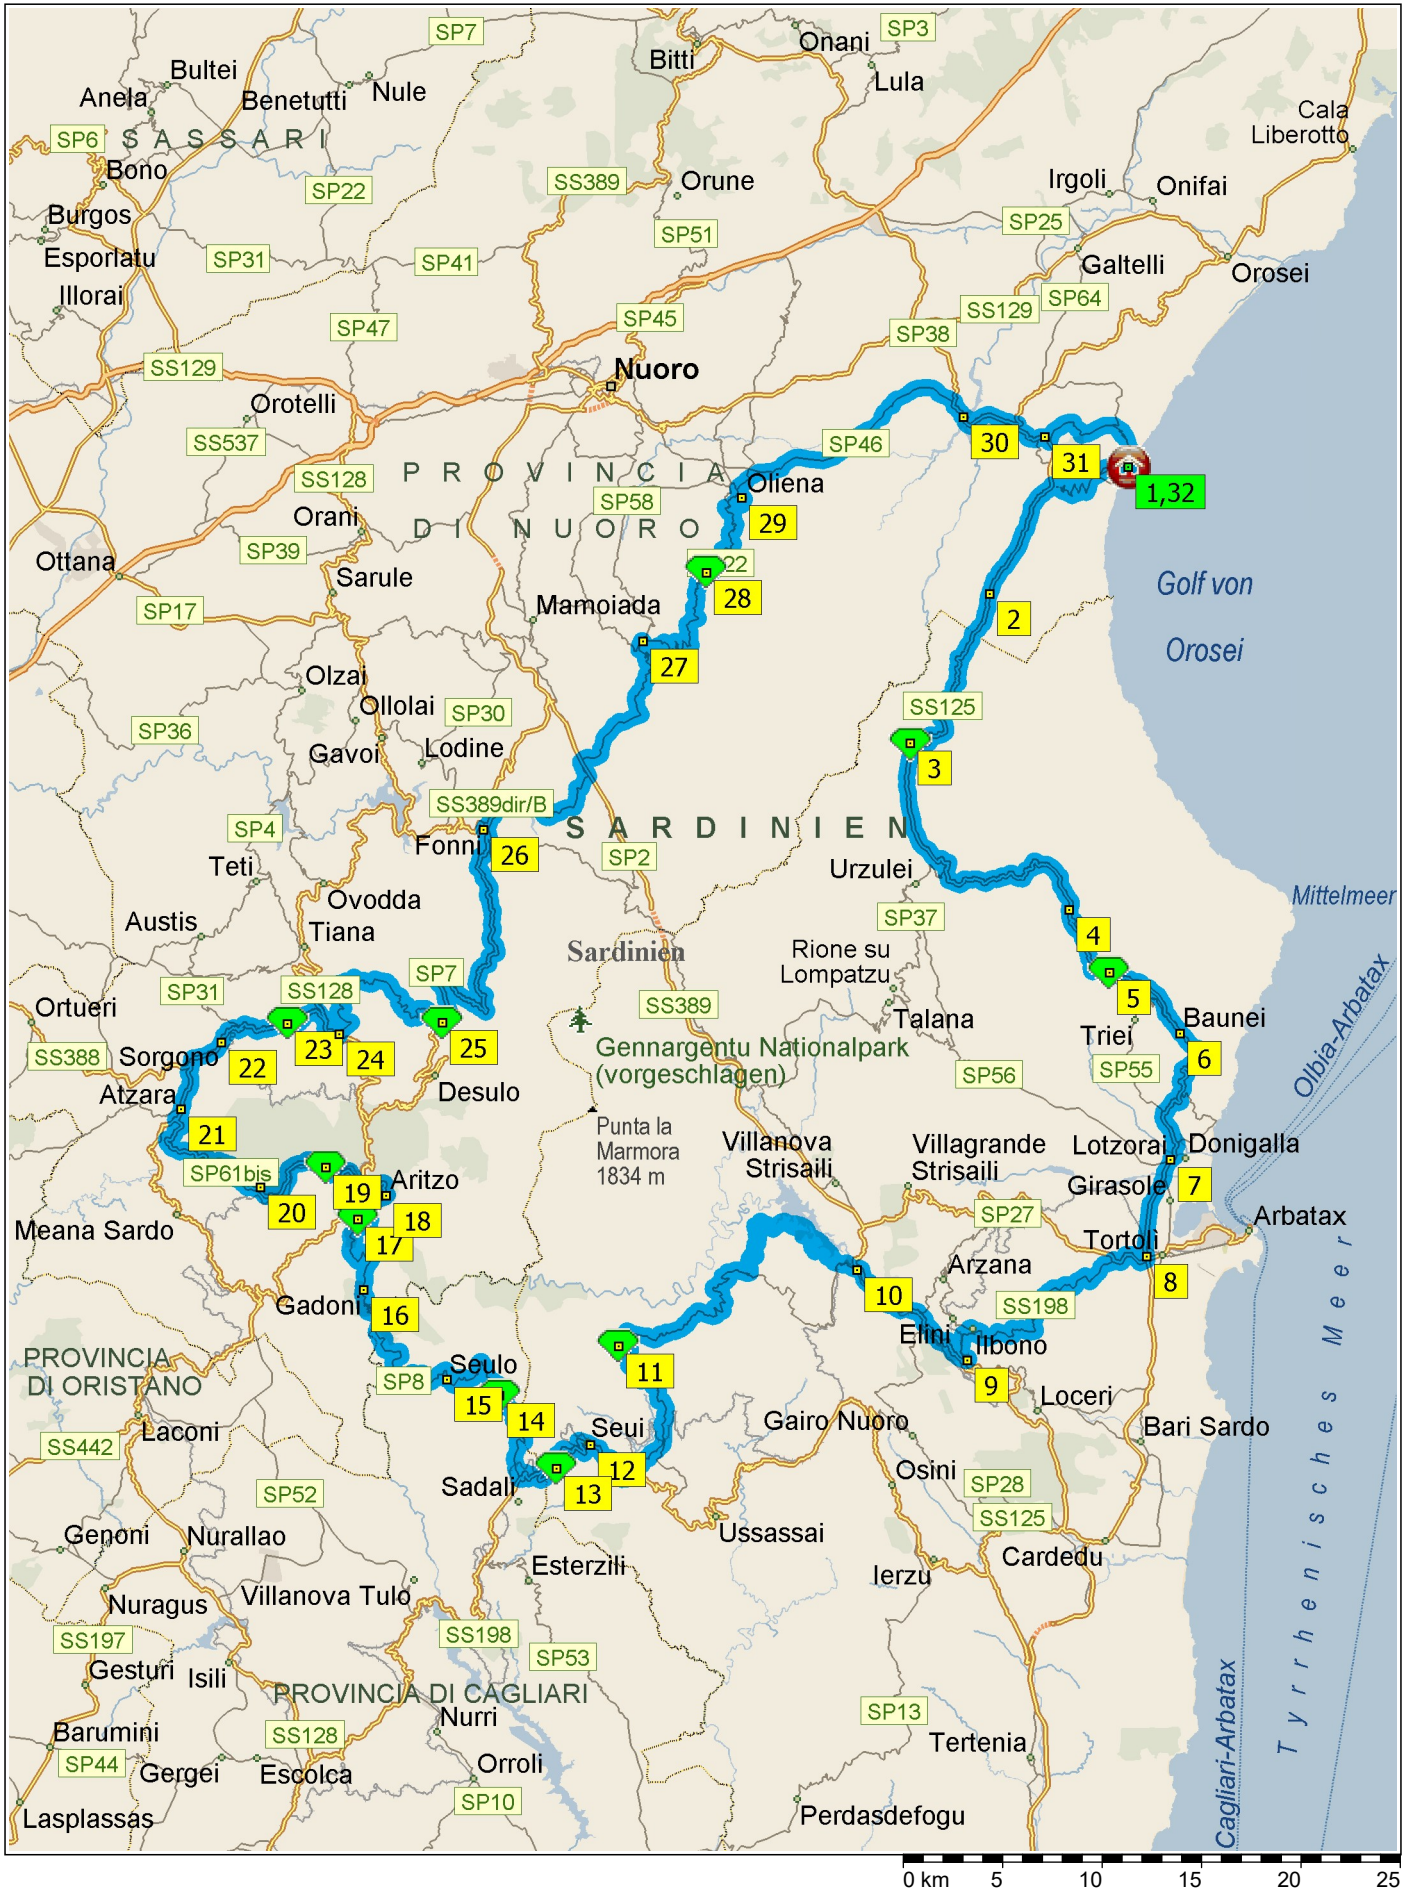 SP7
Onani
SP3
Bitti
Bultei
Lula
Anela
Benetutti
Nule
Cala
Liberotto
SP6
SASSARI
Bono
SP22
SS389
Orune
Irgoli
Onifai
Burgos
SP51
SP25
Esporlatu
SP31
SP41
Galtelli
Orosei
Illorai
SP64
SS129
SP47
SP45
SP38
SS129
Nuoro
Orotelli
SS537
SP46
30
31
PROVINCIA
SS128
Oliena
1,32
SP58
29
Orani
DI NUORO
SP39
Ottana
22
Sarule
28
Golf von
Orosei
SP17
Mamoiada
2
27
Olzai
Ollolai
SP30
SS125
SP36
Gavoi
Lodine
3
SS389dir/B
SP4
SARDINIEN
Fonni
26
SP2
Teti
Urzulei
Ovodda
Mittelmeer
Austis
Tiana
SP37
4
Sardinien
Rione su
Lompatzu
SP7
SP31
SS128
5
Ortueri
SS389
Talana
Triei
Baunei
Olbia-Arbatax
23
24
25
Gennargentu Nationalpark
(vorgeschlagen)
SS388
Sorgono
22
6
SP56
SP55
Atzara
Desulo
21
Punta la
Marmora
1834 m
Villanova
Strisaili
Villagrande
Strisaili
Lotzorai
Donigalla
SP61bis
Aritzo
19
Girasole
7
20
18
17
Meana Sardo
SP27
Arbatax
Tortoli
Arzana
8
Gadoni
16
10
SS198
Elini
Ilbono
PROVINCIA
DI ORISTANO
Seulo
SP8
11
9
15
14
Loceri
Laconi
Seui
Gairo Nuoro
Bari Sardo
SS442
12
Osini
Sadali
13
SP28
SP52
SS125
Genoni
Nurallao
Ussassai
Cardedu
Esterzili
Ierzu
Villanova Tulo
Nuragus
SS197
SS198
SP53
Gesturi
Isili
PROVINCIA DI CAGLIARI
SP13
Nurri
Barumini
SS128
Tertenia
SP44
Gergei
Escolca
Orroli
SP10
Lasplassas
Perdasdefogu
Cagliari-Arbatax
Tyrrhenisches Meer
0 km 5 10 15 20 25